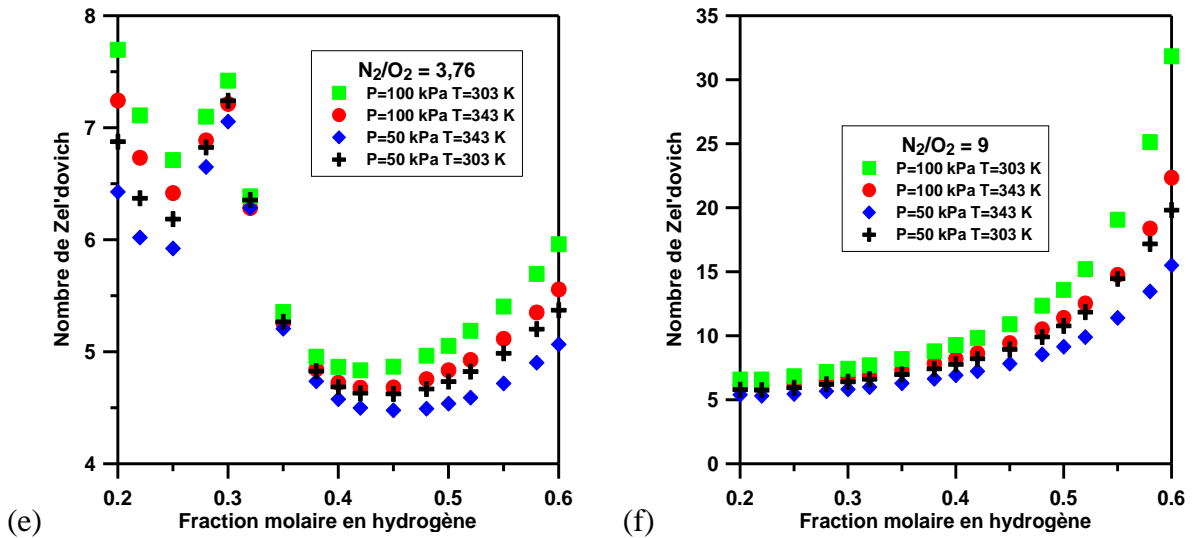 8
7
6
5
4
Nombre de Zel'dovich
N2/O2 = 3,76
P=100 kPa T=303 K
P=100 kPa T=343 K
P=50 kPa T=343 K
P=50 kPa T=303 K
0.2 0.3 0.4 0.5 0.6
Fraction molaire en hydrogène
(e)
35
30
25
20
15
10
5
0
Nombre de Zel'dovich
N2/O2 = 9
P=100 kPa T=303 K
P=100 kPa T=343 K
P=50 kPa T=343 K
P=50 kPa T=303 K
0.2 0.3 0.4 0.5 0.6
Fraction molaire en hydrogène
(f)